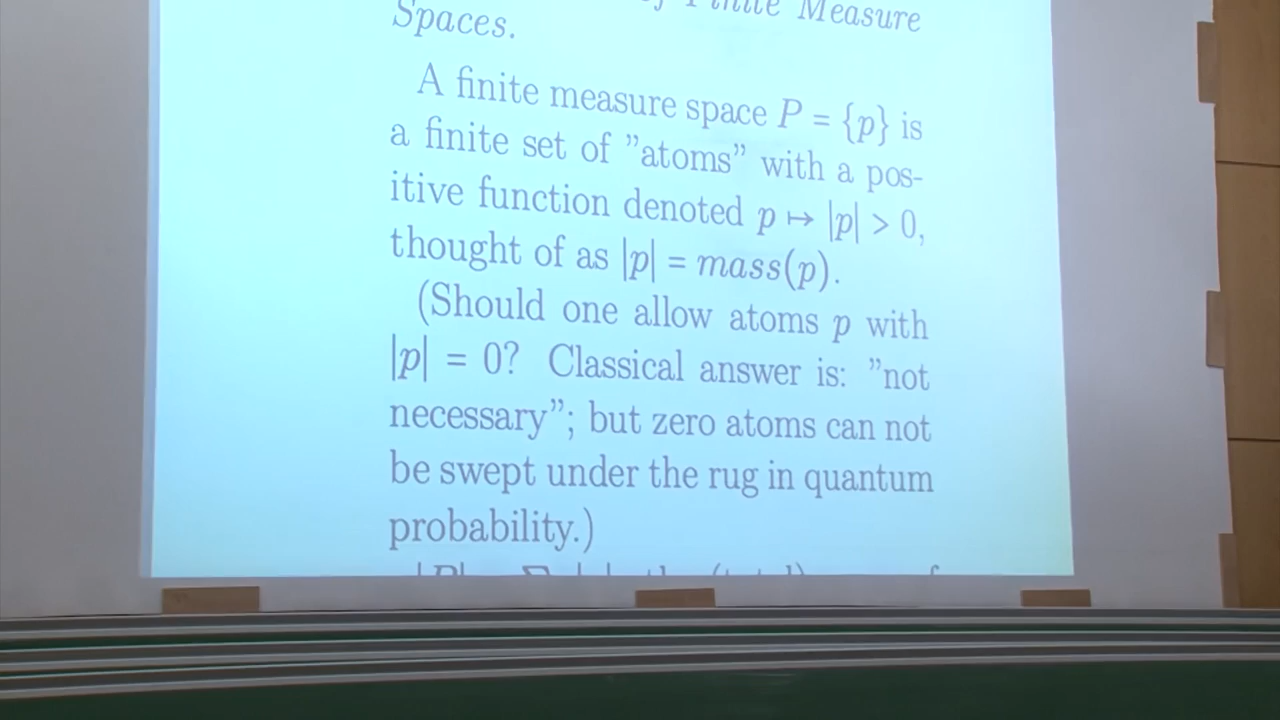 Finite Measure
Spaces.
A finite measure space P = {p} is
a finite set of ”atoms” with a pos-
itive function denoted p ↦ |p| > 0,
thought of as |p| = mass(p).
(Should one allow atoms p with
|p| = 0? Classical answer is: ”not
necessary”; but zero atoms can not
be swept under the rug in quantum
probability.)